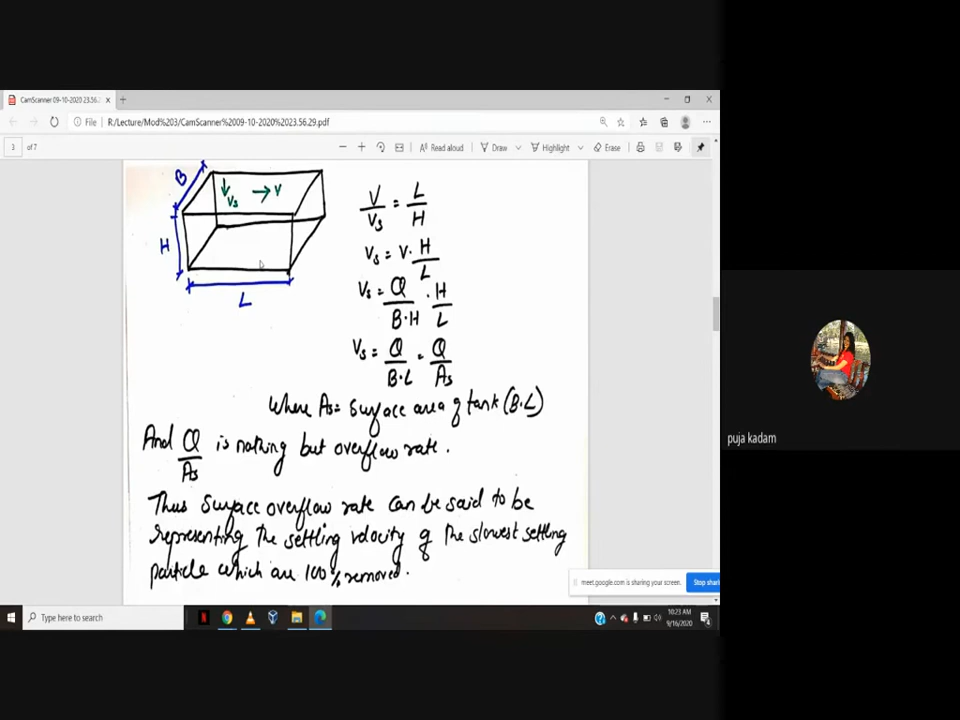 CamScanner 09-10-2020 23.56.2
File R:/Lecture/Mod%203/CamScanner%2009-10-2020%2023.56.29.pdf
3 of 7
Read aloud Draw Highlight Erase
B
Vs → V
H
L
V/Vs = L/H
Vs = V · H/L
Vs = Q/B·H · H/L
Vs = Q/B·L = Q/As
Where As = Surface area of tank (B·L)
And Q/As is nothing but overflow rate.
Thus Surface overflow rate can be said to be
representing the settling velocity of the slowest settling
particle which are 100% removed.
puja kadam
meet.google.com is sharing your screen. Stop shari
Type here to search
10:23 AM
9/16/2020